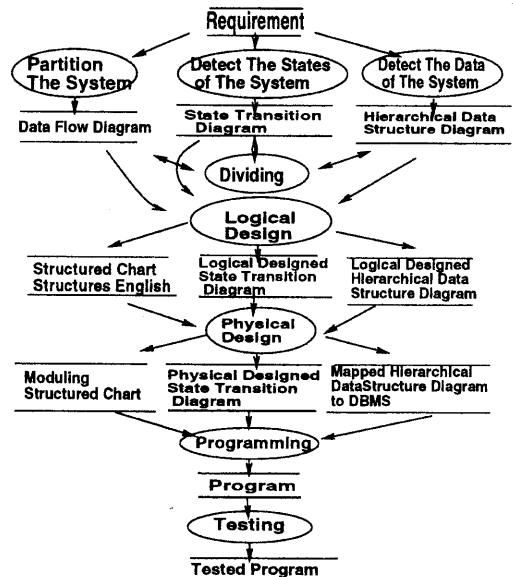 Requirement
Partition
The System
Detect The States
of The System
Detect The Data
of The System
Data Flow Diagram
State Transition
Diagram
Hierarchical Data
Structure Diagram
Dividing
Logical
Design
Structured Chart
Structures English
Logical Designed
State Transition
Diagram
Logical Designed
Hierarchical Data
Structure Diagram
Physical
Design
Moduling
Structured Chart
Physical Designed
State Transition
Diagram
Mapped Hierarchical
DataStructure Diagram
to DBMS
Programming
Program
Testing
Tested Program